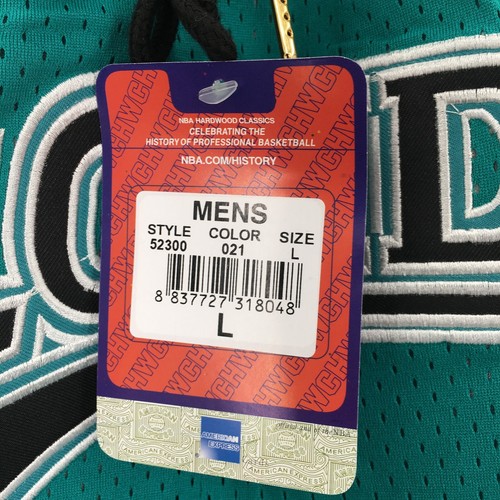 NBA HARDWOOD CLASSICS
CELEBRATING THE
HISTORY OF PROFESSIONAL BASKETBALL
NBA.COM/HISTORY
MENS
STYLE COLOR SIZE
52300 021 L
8 837727 318048
L
AMERICAN
EXPRESS